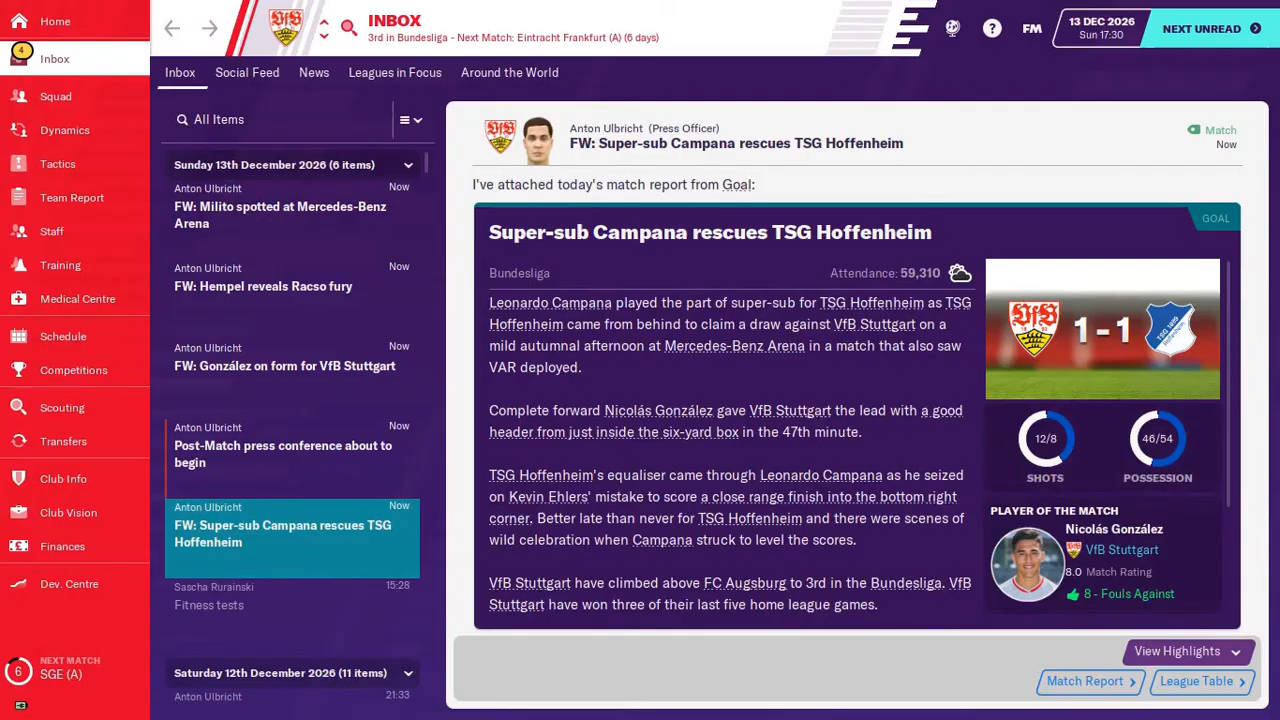 Home
4
Inbox
Squad
Dynamics
Tactics
Team Report
Staff
Training
Medical Centre
Schedule
Competitions
Scouting
Transfers
Club Info
Club Vision
Finances
Dev. Centre
6
NEXT MATCH
SGE (A)
INBOX
3rd in Bundesliga - Next Match: Eintracht Frankfurt (A) (6 days)
?
FM
13 DEC 2026
Sun 17:30
NEXT UNREAD
Inbox
Social Feed
News
Leagues in Focus
Around the World
All Items
Sunday 13th December 2026 (6 items)
Anton Ulbricht
Now
FW: Milito spotted at Mercedes-Benz
Arena
Anton Ulbricht
Now
FW: Hempel reveals Racso fury
Anton Ulbricht
Now
FW: González on form for VfB Stuttgart
Anton Ulbricht
Now
Post-Match press conference about to
begin
Anton Ulbricht
Now
FW: Super-sub Campana rescues TSG
Hoffenheim
Sascha Rurainski
15:28
Fitness tests
Saturday 12th December 2026 (11 items)
Anton Ulbricht
21:33
Anton Ulbricht (Press Officer)
FW: Super-sub Campana rescues TSG Hoffenheim
Match
Now
I've attached today's match report from Goal:
GOAL
Super-sub Campana rescues TSG Hoffenheim
Bundesliga
Attendance: 59,310
Leonardo Campana played the part of super-sub for TSG Hoffenheim as TSG
Hoffenheim came from behind to claim a draw against VfB Stuttgart on a
mild autumnal afternoon at Mercedes-Benz Arena in a match that also saw
VAR deployed.
Complete forward Nicolás González gave VfB Stuttgart the lead with a good
header from just inside the six-yard box in the 47th minute.
TSG Hoffenheim's equaliser came through Leonardo Campana as he seized
on Kevin Ehlers' mistake to score a close range finish into the bottom right
corner. Better late than never for TSG Hoffenheim and there were scenes of
wild celebration when Campana struck to level the scores.
VfB Stuttgart have climbed above FC Augsburg to 3rd in the Bundesliga. VfB
Stuttgart have won three of their last five home league games.
1 - 1
12/8
SHOTS
46/54
POSSESSION
PLAYER OF THE MATCH
Nicolás González
VfB Stuttgart
8.0 Match Rating
8 - Fouls Against
View Highlights
Match Report
League Table